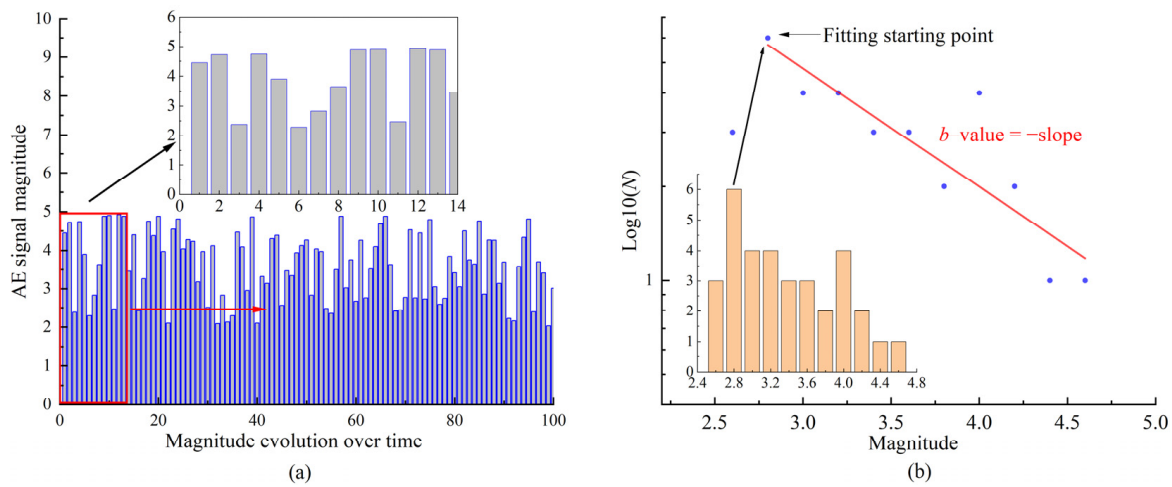 10
9
8
7
6
5
4
3
2
1
0
AE signal magnitude
6
5
4
3
2
1
0
0 2 4 6 8 10 12 14
0 20 40 60 80 100
Magnitude evolution over time
(a)
Fitting starting point
b value = −slope
Log10(N)
1
6
5
4
3
2
1
0
2.4 2.8 3.2 3.6 4.0 4.4 4.8
2.5 3.0 3.5 4.0 4.5 5.0
Magnitude
(b)